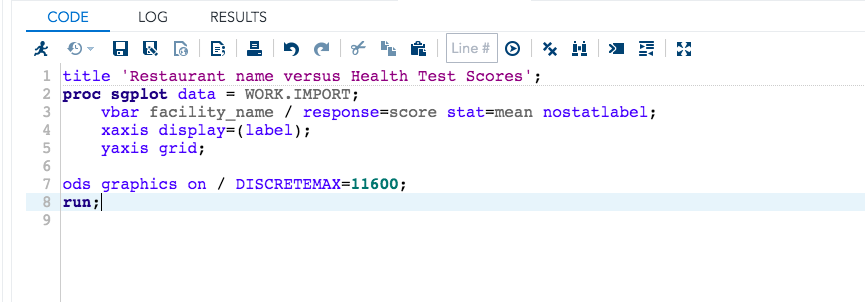 CODE LOG RESULTS
Line #
1 title 'Restaurant name versus Health Test Scores';
2 proc sgplot data = WORK.IMPORT;
3 vbar facility_name / response=score stat=mean nostatlabel;
4 xaxis display=(label);
5 yaxis grid;
6
7 ods graphics on / DISCRETEMAX=11600;
8 run;
9